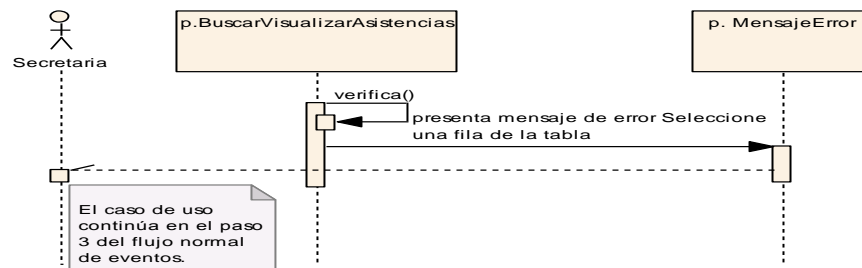 p.BuscarVisualizarAsistencias
p. MensajeError
Secretaria
verifica()
presenta mensaje de error Seleccione
una fila de la tabla
El caso de uso
continúa en el paso
3 del flujo normal
de eventos.